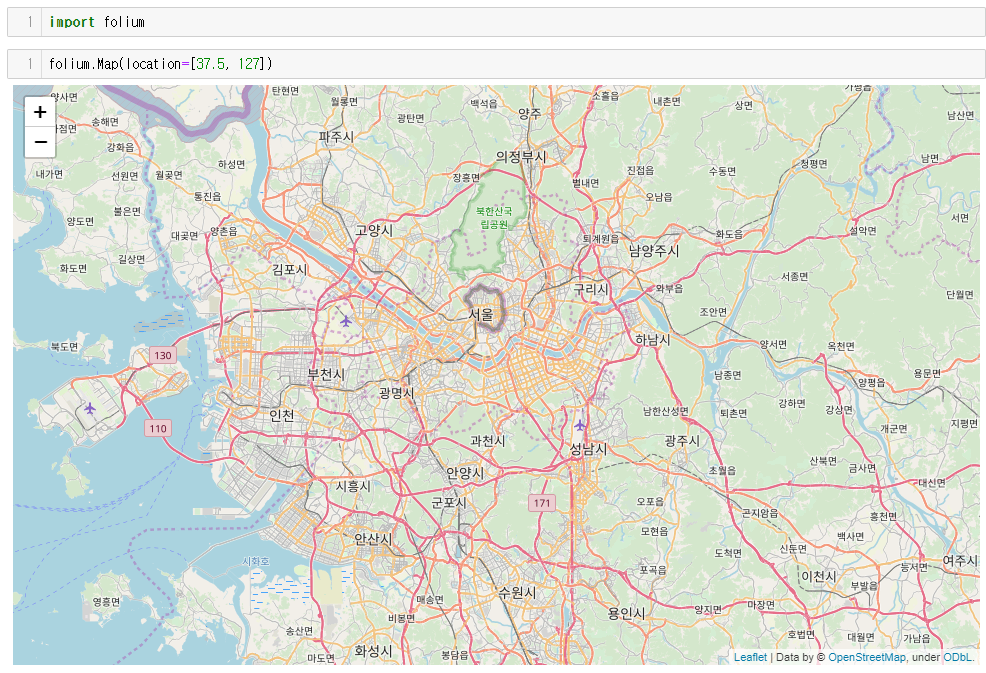 1 import folium
1 folium.Map(location=[37.5, 127])
+
−
양사면
탄현면
월롱면
백석읍
소흘읍
내촌면
가평읍
송해면
광탄면
양주
상면
남산면
강화읍
파주시
하성면
의정부시
청평면
남면
내가면
선원면
월곶면
장흥면
별내면
진접읍
수동면
통진읍
오남읍
양도면
불은면
북한산국
립공원
서면
대곶면
양촌읍
고양시
퇴계원읍
화도읍
설악면
남양주시
길상면
화도면
김포시
서종면
구리시
와부읍
단월면
서울
조안면
하남시
북도면
양서면
옥천면
130
부천시
남종면
용문면
광명시
양평읍
강하면
강상면
인천
남한산성면
퇴촌면
지평면
110
개군면
과천시
성남시
광주시
안양시
초월읍
산북면
금사면
시흥시
대신면
군포시
171
오포읍
곤지암읍
흥천면
모현읍
백사면
안산시
신둔면
도척면
시화호
포곡읍
여주시
능서면
이천시
부발읍
수원시
영흥면
매송면
양지면
마장면
비봉면
용인시
송산면
호법면
대월면
가남읍
화성시
마도면
봉담읍
Leaflet | Data by © OpenStreetMap, under ODbL.